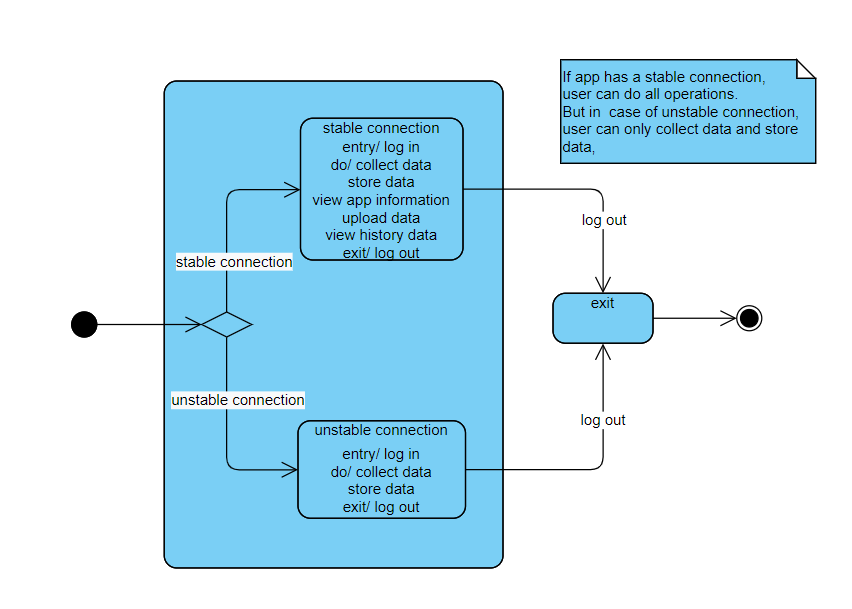 If app has a stable connection,
user can do all operations.
But in  case of unstable connection,
user can only collect data and store
data,
stable connection
entry/ log in
do/ collect data
store data
view app information
upload data
view history data
exit/ log out
log out
stable connection
exit
unstable connection
log out
unstable connection
entry/ log in
do/ collect data
store data
exit/ log out